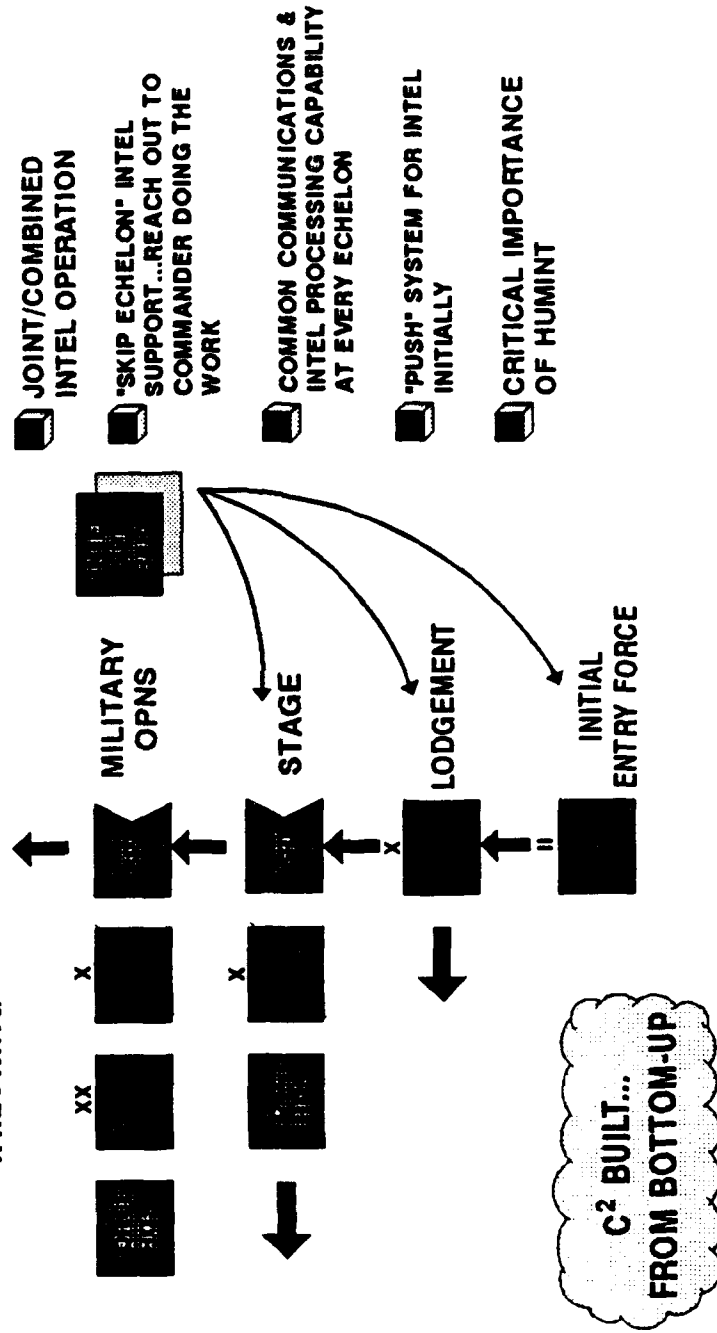 JOINT/COMBINED
INTEL OPERATION
"SKIP ECHELON" INTEL
SUPPORT...REACH OUT TO
COMMANDER DOING THE
WORK
COMMON COMMUNICATIONS &
INTEL PROCESSING CAPABILITY
AT EVERY ECHELON
"PUSH" SYSTEM FOR INTEL
INITIALLY
CRITICAL IMPORTANCE
OF HUMINT
MILITARY
OPNS
STAGE
LODGEMENT
INITIAL
ENTRY FORCE
XX
X
X
X
II
C² BUILT...
FROM BOTTOM-UP